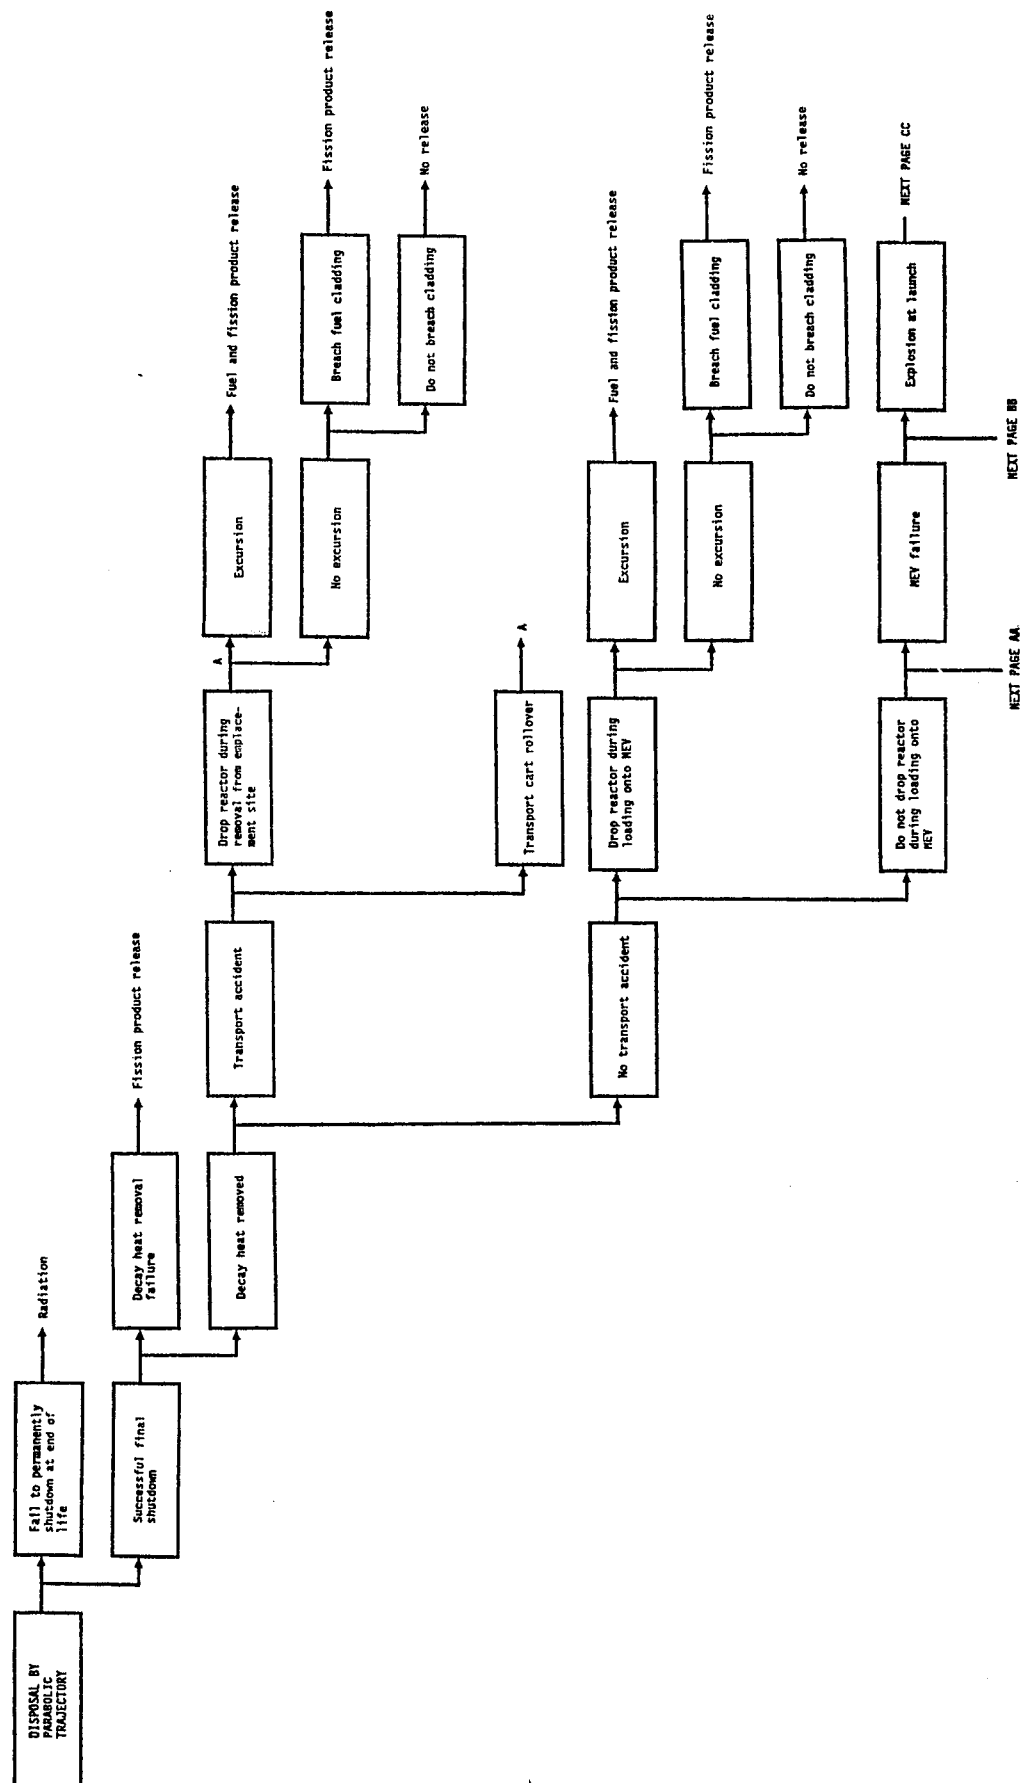 DISPOSAL BY
PARABOLIC
TRAJECTORY
Fail to permanently
shutdown at end of
life
Radiation
Successful final
shutdown
Decay heat removal
failure
Fission product release
Decay heat removed
Transport accident
Drop reactor during
removal from emplace-
ment site
A
Excursion
Fuel and fission product release
No excursion
Breach fuel cladding
Fission product release
Do not breach cladding
No release
Transport cart rollover
A
No transport accident
Drop reactor during
loading onto MEV
Excursion
Fuel and fission product release
No excursion
Breach fuel cladding
Fission product release
Do not breach cladding
No release
Do not drop reactor
during loading onto
MEV
MEV failure
Explosion at launch
NEXT PAGE CC
NEXT PAGE AA
NEXT PAGE BB